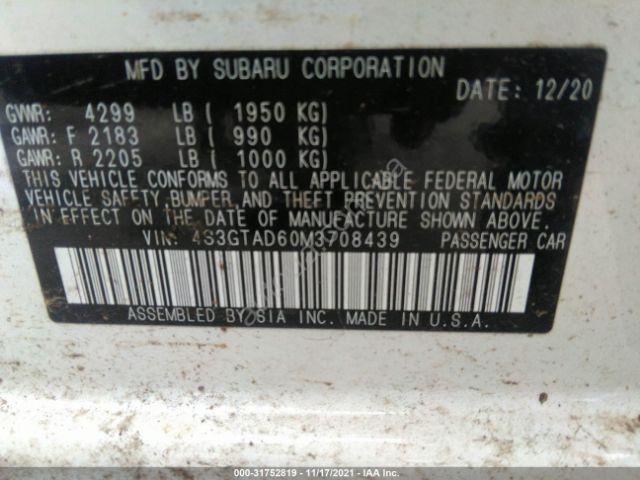 MFD BY SUBARU CORPORATION
DATE: 12/20
GVWR: 4299 LB ( 1950 KG)
GAWR: F 2183 LB ( 990 KG)
GAWR: R 2205 LB ( 1000 KG)
THIS VEHICLE CONFORMS TO ALL APPLICABLE FEDERAL MOTOR
VEHICLE SAFETY, BUMPER, AND THEFT PREVENTION STANDARDS
IN EFFECT ON THE DATE OF MANUFACTURE SHOWN ABOVE.
VIN: 4S3GTAD60M3708439 PASSENGER CAR
ASSEMBLED BY SIA INC. MADE IN U.S.A.
000-31752819 - 11/17/2021 - IAA Inc.